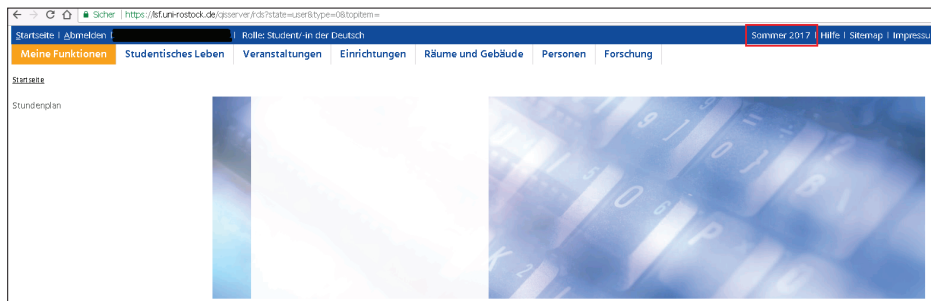 Sicher | https://lsf.uni-rostock.de/qisserver/rds?state=user&type=0&topitem=
Startseite | Abmelden | | Rolle: Student/-in der Deutsch Sommer 2017 | Hilfe | Sitemap | Impressu
Meine Funktionen Studentisches Leben Veranstaltungen Einrichtungen Räume und Gebäude Personen Forschung
Startseite
Stundenplan